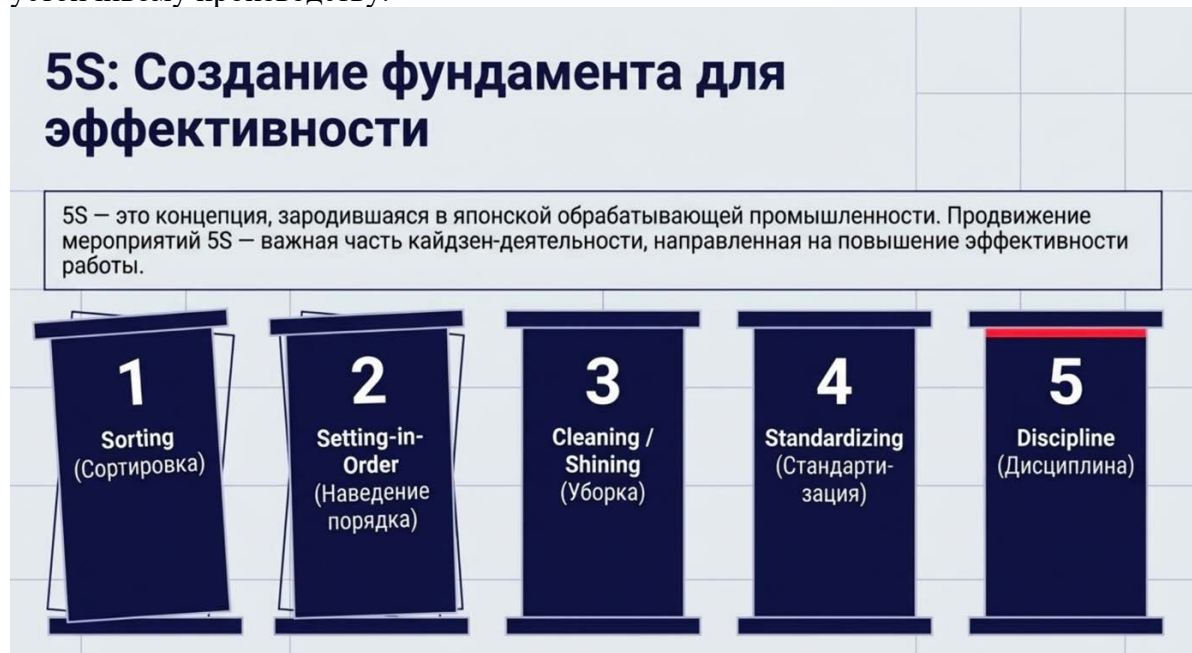 устойчивому производству.
5S: Создание фундамента для
эффективности
5S — это концепция, зародившаяся в японской обрабатывающей промышленности. Продвижение
мероприятий 5S — важная часть кайдзен-деятельности, направленная на повышение эффективности
работы.
1
Sorting
(Сортировка)
2
Setting-in-
Order
(Наведение
порядка)
3
Cleaning /
Shining
(Уборка)
4
Standardizing
(Стандарти-
зация)
5
Discipline
(Дисциплина)